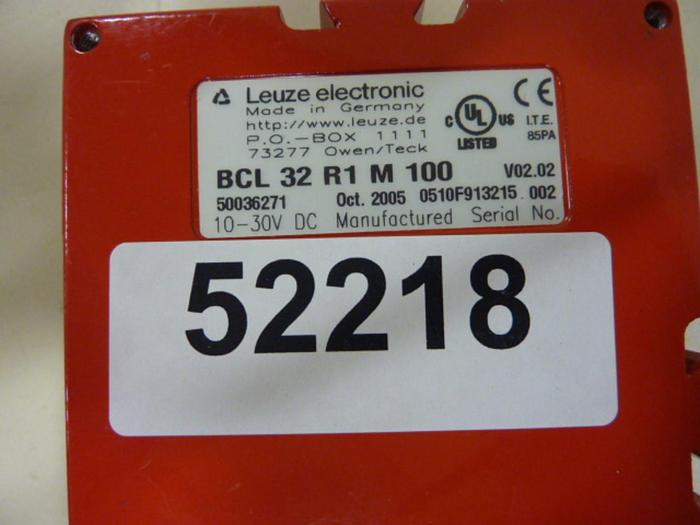 Leuze electronic
Made in Germany
http://www.leuze.de
P.O.-BOX 1111
73277 Owen/Teck
C UL US
LISTED
CE
I.T.E.
85PA
BCL 32 R1 M 100 V02.02
50036271 Oct. 2005 0510F913215.002
10-30V DC Manufactured Serial No.
52218